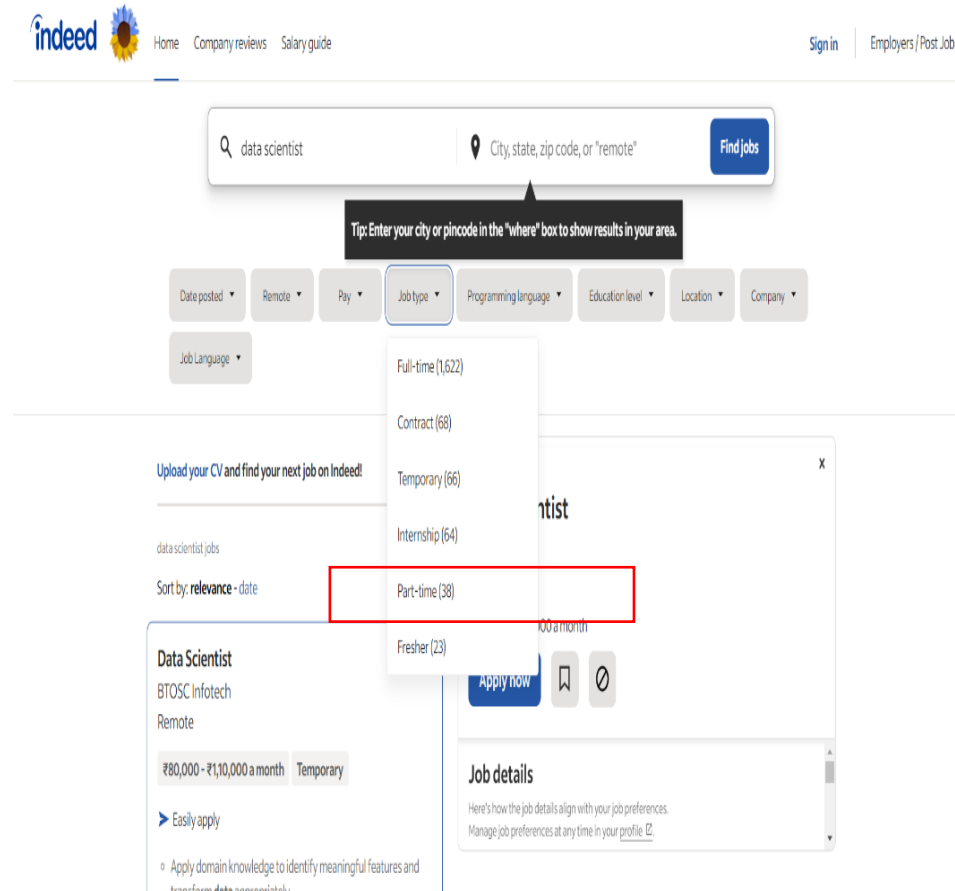 indeed
Home Company reviews Salary guide Sign in Employers / Post Job
data scientist City, state, zip code, or "remote" Find jobs
Tip: Enter your city or pincode in the "where" box to show results in your area.
Date posted Remote Pay Job type Programming language Education level Location Company
Job Language
Full-time (1,622)
Contract (68)
Temporary (66)
Internship (64)
Part-time (38)
Fresher (23)
Upload your CV and find your next job on Indeed!
data scientist jobs
Sort by: relevance - date
Data Scientist
BTOSC Infotech
Remote
₹80,000 - ₹1,10,000 a month Temporary
Easily apply
Apply domain knowledge to identify meaningful features and
transform data appropriately
x
ntist
000 a month
Apply now
Job details
Here's how the job details align with your job preferences.
Manage job preferences at any time in your profile.